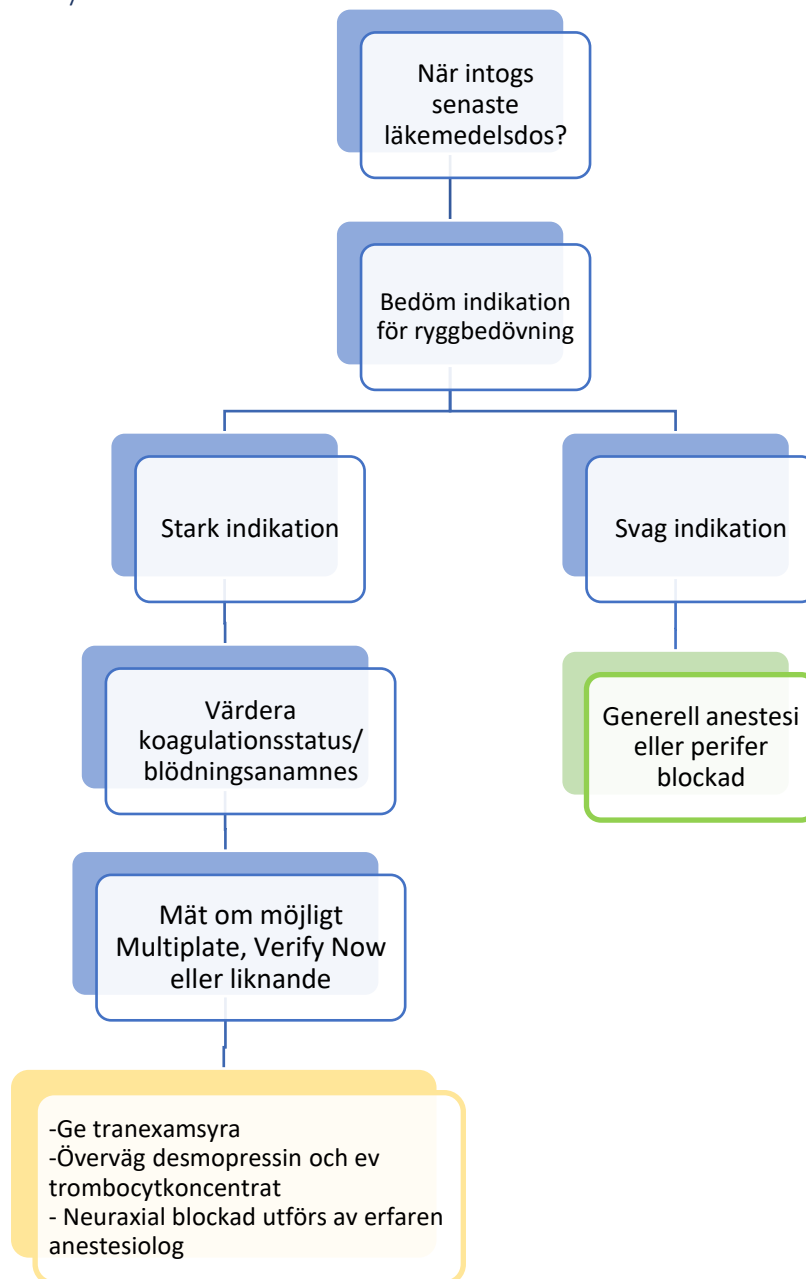 När intogs
senaste
läkemedelsdos?
Bedöm indikation
för ryggbedövning
Stark indikation
Svag indikation
Värdera
koagulationsstatus/
blödningsanamnes
Generell anestesi
eller perifer
blockad
Mät om möjligt
Multiplate, Verify Now
eller liknande
-Ge tranexamsyra
-Överväg desmopressin och ev
trombocytkoncentrat
- Neuraxial blockad utförs av erfaren
anestesiolog